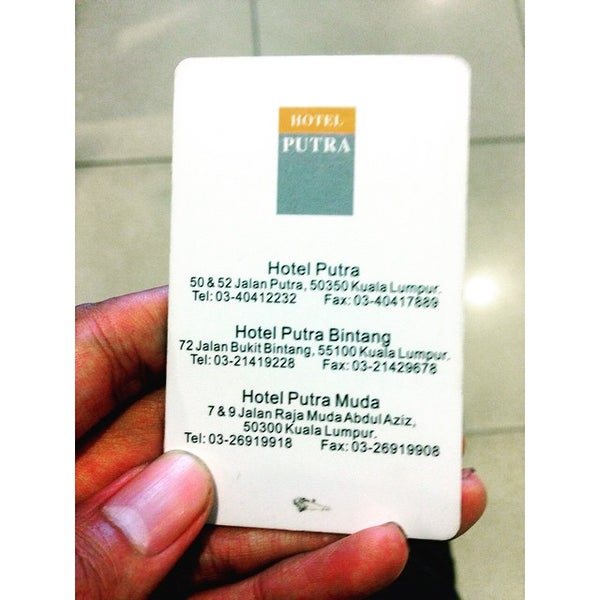 HOTEL
PUTRA
Hotel Putra
50 & 52 Jalan Putra, 50350 Kuala Lumpur.
Tel: 03-40412232 Fax: 03-40417889
Hotel Putra Bintang
72 Jalan Bukit Bintang, 55100 Kuala Lumpur.
Tel: 03-21419228 Fax: 03-21429678
Hotel Putra Muda
7 & 9 Jalan Raja Muda Abdul Aziz,
50300 Kuala Lumpur.
Tel: 03-26919918 Fax: 03-26919908